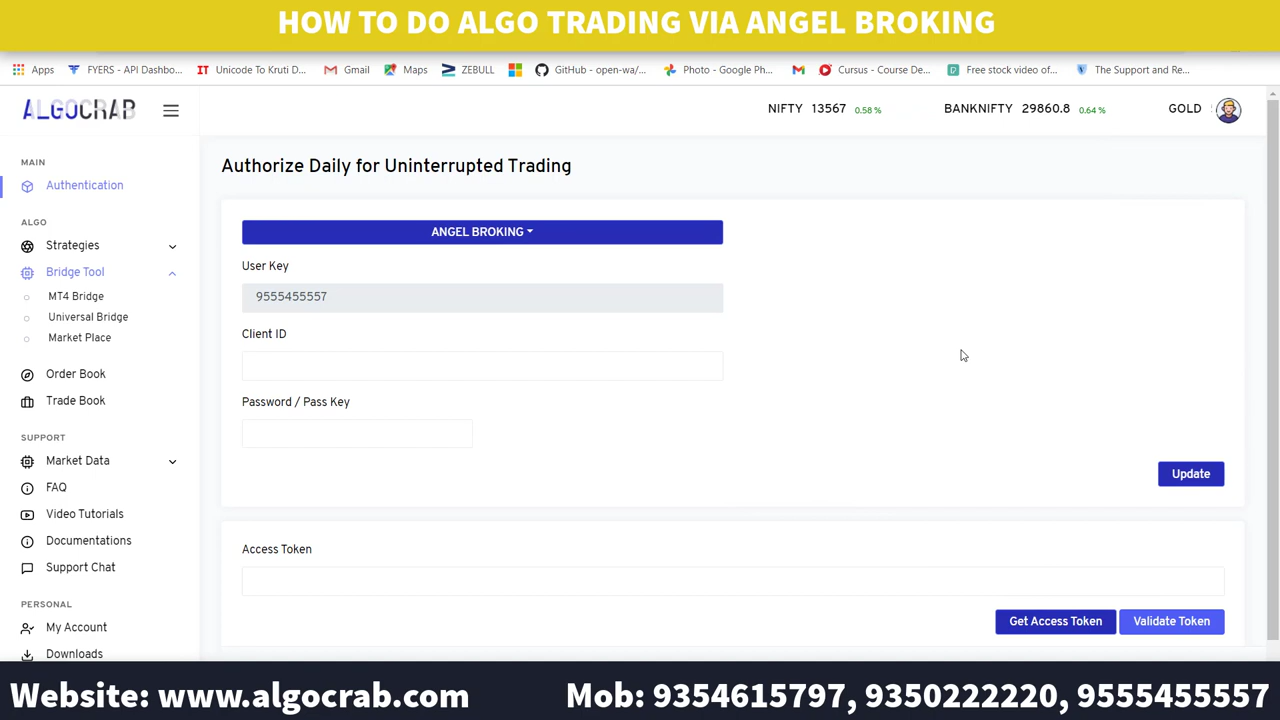 HOW TO DO ALGO TRADING VIA ANGEL BROKING
Apps FYERS - API Dashbo... Unicode To Kruti D... Gmail Maps ZEBULL GitHub - open-wa/... Photo - Google Ph... Cursus - Course De... Free stock video of... The Support and Re...
ALGOCRAB
NIFTY 13567 0.58 % BANKNIFTY 29860.8 0.64 % GOLD
MAIN
Authentication
ALGO
Strategies
Bridge Tool
MT4 Bridge
Universal Bridge
Market Place
Order Book
Trade Book
SUPPORT
Market Data
FAQ
Video Tutorials
Documentations
Support Chat
PERSONAL
My Account
Downloads
Authorize Daily for Uninterrupted Trading
ANGEL BROKING
User Key
9555455557
Client ID
Password / Pass Key
Update
Access Token
Get Access Token Validate Token
Website: www.algocrab.com Mob: 9354615797, 9350222220, 9555455557